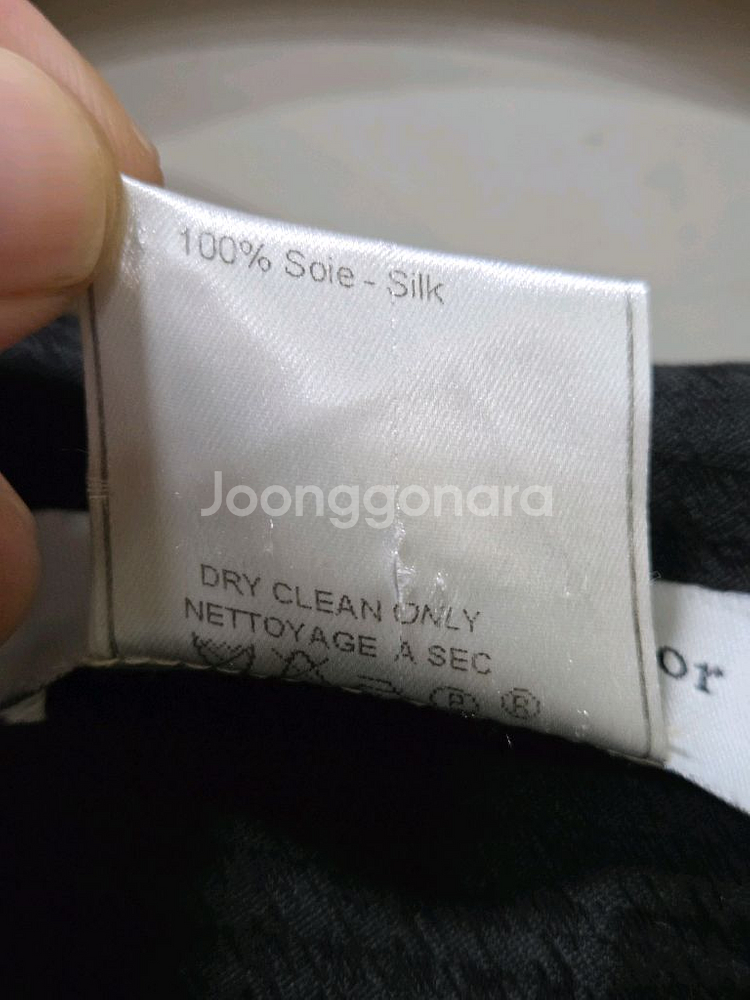 100% Soie - Silk
Joonggonara
DRY CLEAN ONLY
NETTOYAGE A SEC
P R
or